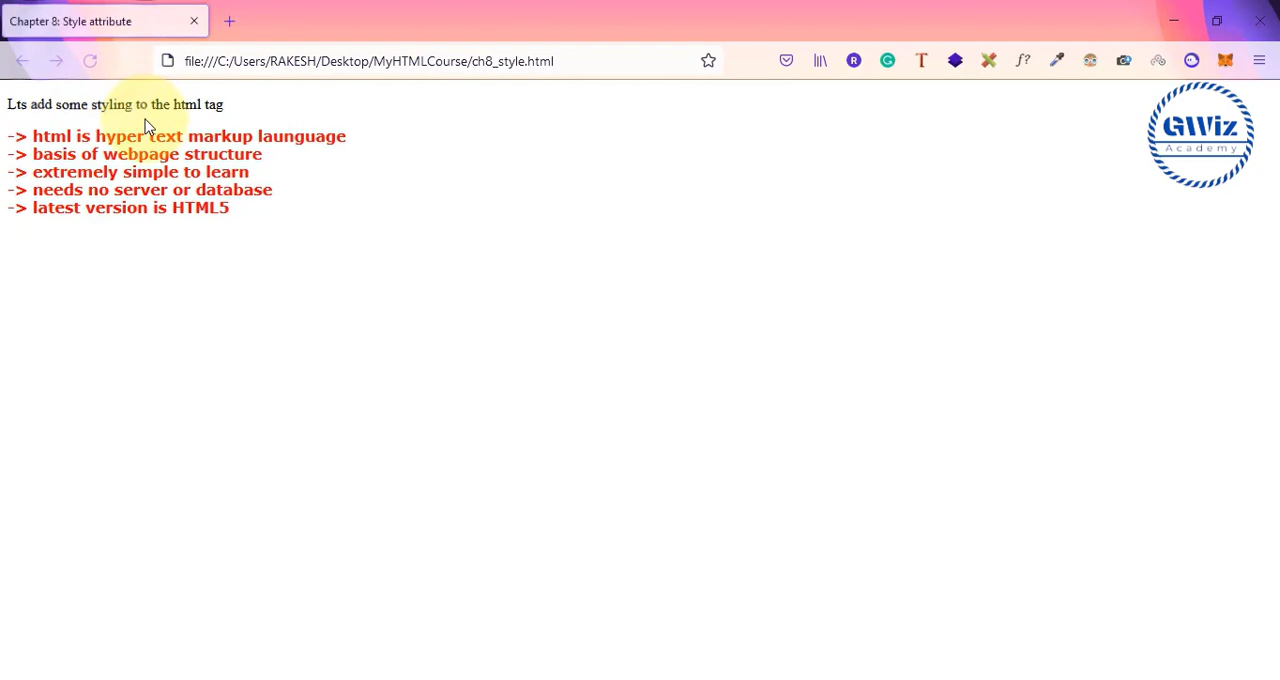 Chapter 8: Style attribute
file:///C:/Users/RAKESH/Desktop/MyHTMLCourse/ch8_style.html
R
T
f?
Lts add some styling to the html tag
-> html is hyper text markup launguage
-> basis of webpage structure
-> extremely simple to learn
-> needs no server or database
-> latest version is HTML5
GWiz
Academy